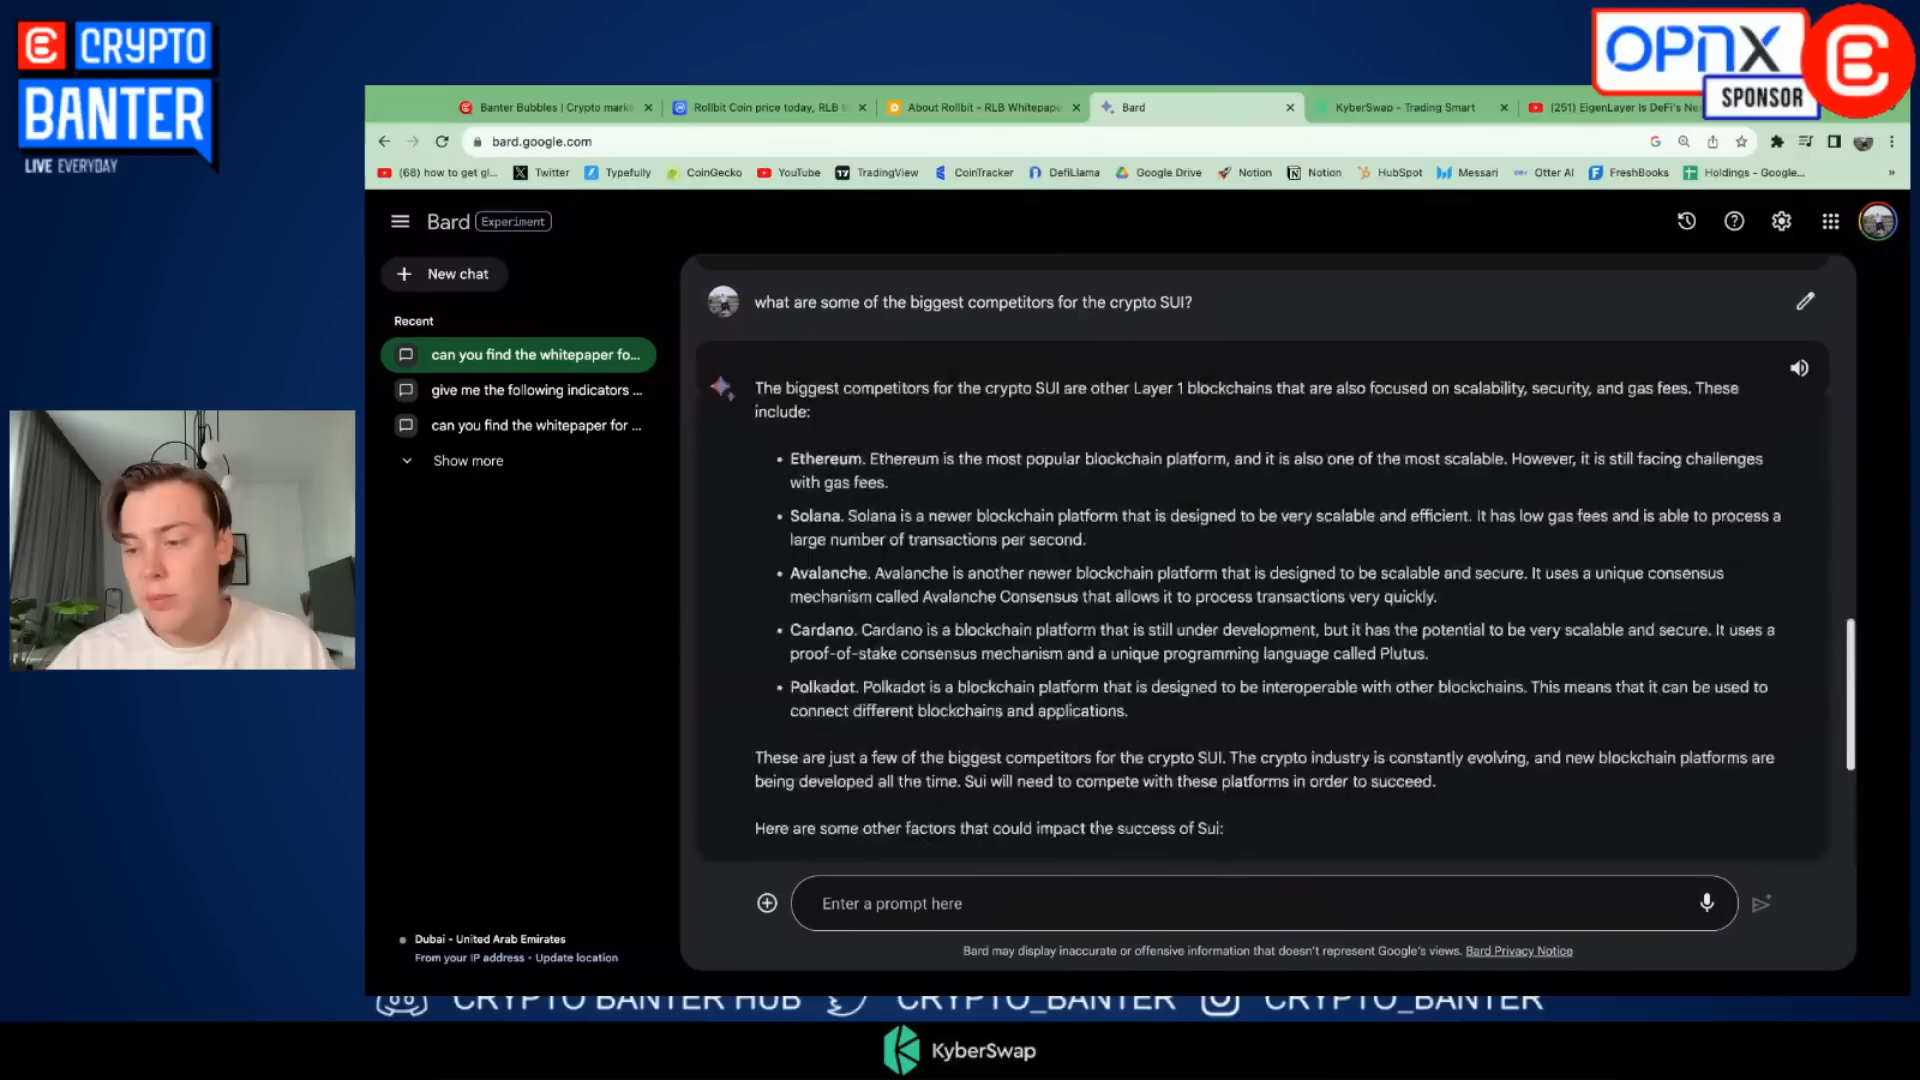 CRYPTO
BANTER
LIVE EVERYDAY
OPNX
SPONSOR
Banter Bubbles | Crypto marke
Rollbit Coin price today, RLB t
About Rollbit - RLB Whitepape
Bard
KyberSwap - Trading Smart
(251) EigenLayer Is DeFi's Ne
bard.google.com
(68) how to get gl...
Twitter
Typefully
CoinGecko
YouTube
TradingView
CoinTracker
DefiLlama
Google Drive
Notion
Notion
HubSpot
Messari
Otter AI
FreshBooks
Holdings - Google...
»
Bard Experiment
New chat
Recent
can you find the whitepaper fo...
give me the following indicators ...
can you find the whitepaper for ...
Show more
what are some of the biggest competitors for the crypto SUI?
The biggest competitors for the crypto SUI are other Layer 1 blockchains that are also focused on scalability, security, and gas fees. These
include:
• Ethereum. Ethereum is the most popular blockchain platform, and it is also one of the most scalable. However, it is still facing challenges
with gas fees.
• Solana. Solana is a newer blockchain platform that is designed to be very scalable and efficient. It has low gas fees and is able to process a
large number of transactions per second.
• Avalanche. Avalanche is another newer blockchain platform that is designed to be scalable and secure. It uses a unique consensus
mechanism called Avalanche Consensus that allows it to process transactions very quickly.
• Cardano. Cardano is a blockchain platform that is still under development, but it has the potential to be very scalable and secure. It uses a
proof-of-stake consensus mechanism and a unique programming language called Plutus.
• Polkadot. Polkadot is a blockchain platform that is designed to be interoperable with other blockchains. This means that it can be used to
connect different blockchains and applications.
These are just a few of the biggest competitors for the crypto SUI. The crypto industry is constantly evolving, and new blockchain platforms are
being developed all the time. Sui will need to compete with these platforms in order to succeed.
Here are some other factors that could impact the success of Sui:
Enter a prompt here
Bard may display inaccurate or offensive information that doesn't represent Google's views. Bard Privacy Notice
Dubai - United Arab Emirates
From your IP address • Update location
CRYPTO BANTER HUB
CRYPTO_BANTER
CRYPTO_BANTER
KyberSwap